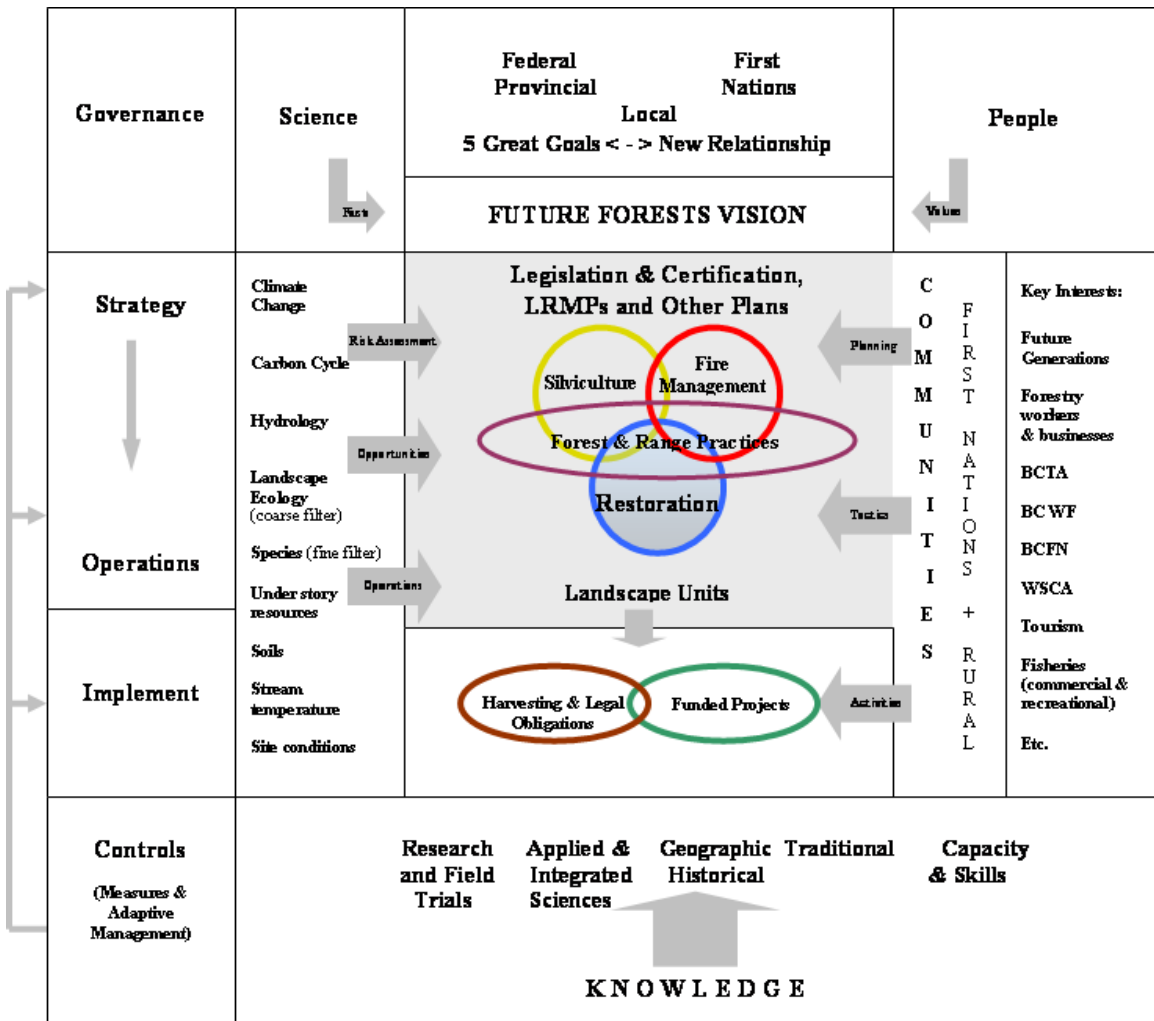 Governance
Science
Federal
Provincial
First
Nations
Local
5 Great Goals < - > New Relationship
People
Facts
FUTURE FORESTS VISION
Values
Strategy
Operations
Implement
Climate
Change
Carbon Cycle
Hydrology
Landscape
Ecology
(coarse filter)
Species (fine filter)
Under story
resources
Soils
Stream
temperature
Site conditions
Risk Assessment
Opportunities
Operations
Legislation & Certification,
LRMPs and Other Plans
Silviculture
Fire
Management
Forest & Range Practices
Restoration
Landscape Units
Harvesting & Legal
Obligations
Funded Projects
Planning
Tactics
Activities
COMMUNITIES
FIRST NATIONS + RURAL
Key Interests:
Future
Generations
Forestry
workers
& businesses
BCTA
BCWF
BCFN
WSCA
Tourism
Fisheries
(commercial &
recreational)
Etc.
Controls
(Measures &
Adaptive
Management)
Research
and Field
Trials
Applied &
Integrated
Sciences
Geographic
Historical
Traditional
Capacity
& Skills
KNOWLEDGE